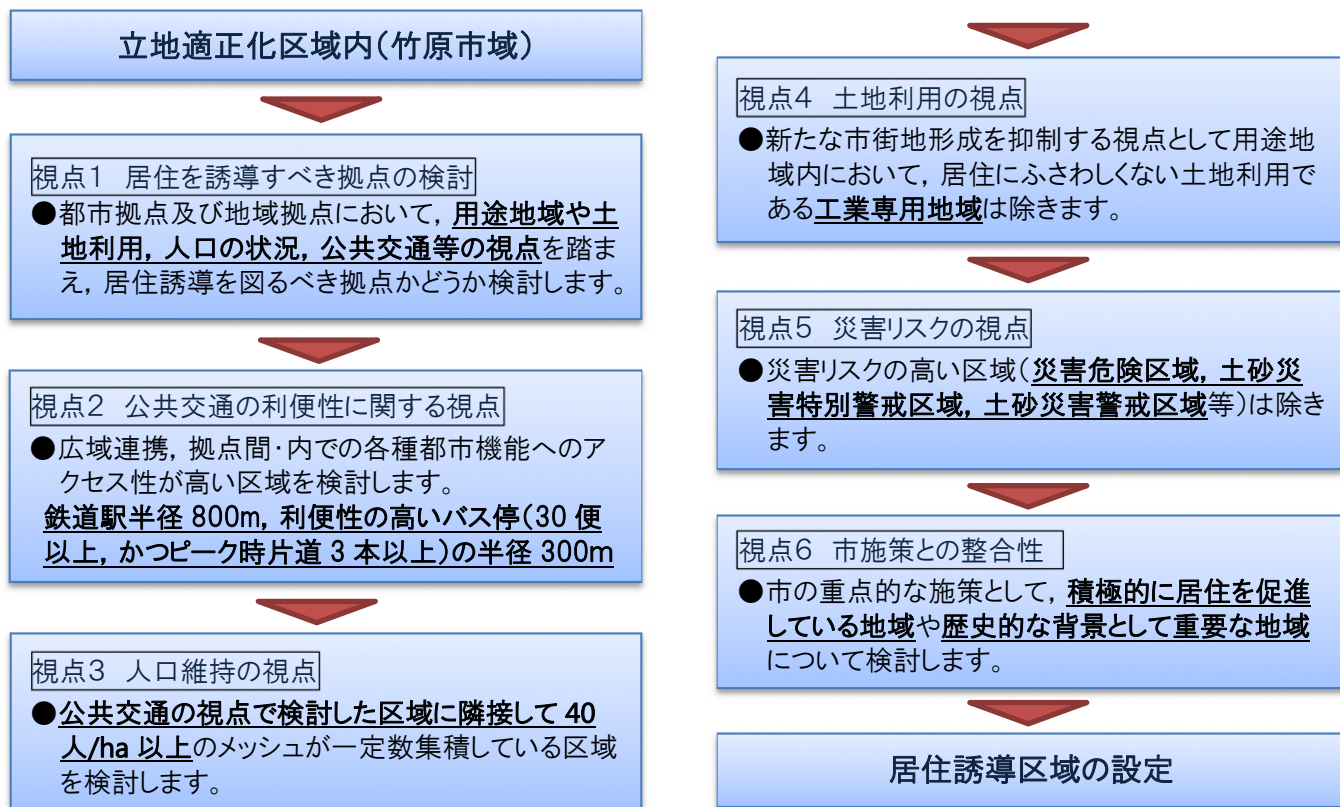 立地適正化区域内(竹原市域)
視点1 居住を誘導すべき拠点の検討
●都市拠点及び地域拠点において,用途地域や土
地利用,人口の状況,公共交通等の視点を踏ま
え,居住誘導を図るべき拠点かどうか検討します。
視点2 公共交通の利便性に関する視点
●広域連携,拠点間・内での各種都市機能へのア
クセス性が高い区域を検討します。
鉄道駅半径 800m,利便性の高いバス停(30 便
以上,かつピーク時片道 3 本以上)の半径 300m
視点3 人口維持の視点
●公共交通の視点で検討した区域に隣接して 40
人/ha 以上のメッシュが一定数集積している区域
を検討します。
視点4 土地利用の視点
●新たな市街地形成を抑制する視点として用途地
域内において,居住にふさわしくない土地利用で
ある工業専用地域は除きます。
視点5 災害リスクの視点
●災害リスクの高い区域(災害危険区域,土砂災
害特別警戒区域,土砂災害警戒区域等)は除き
ます。
視点6 市施策との整合性
●市の重点的な施策として,積極的に居住を促進
している地域や歴史的な背景として重要な地域
について検討します。
居住誘導区域の設定